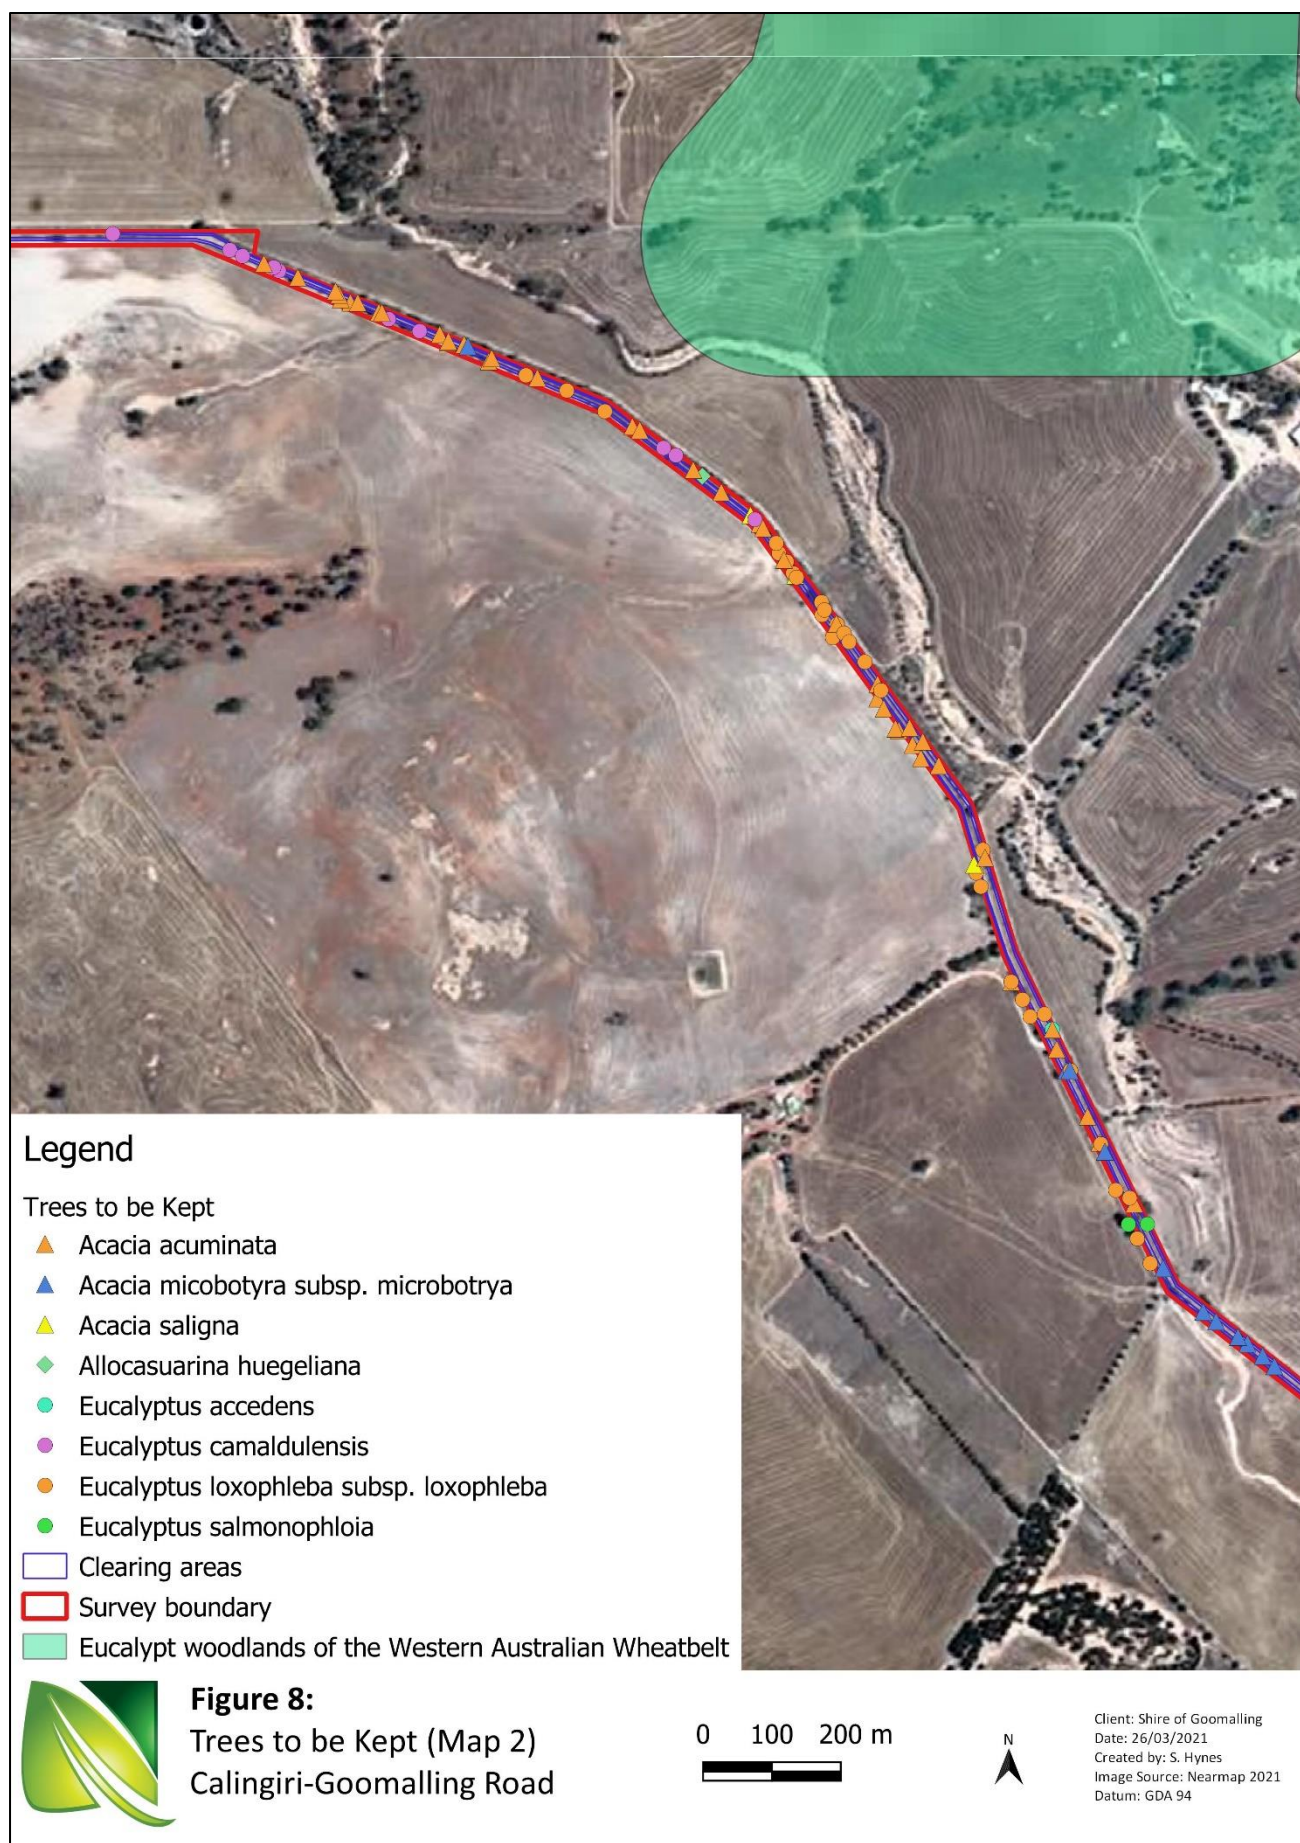 Legend
Trees to be Kept
Acacia acuminata
Acacia micobotyra subsp. microbotrya
Acacia saligna
Allocasuarina huegeliana
Eucalyptus accedens
Eucalyptus camaldulensis
Eucalyptus loxophleba subsp. loxophleba
Eucalyptus salmonophloia
Clearing areas
Survey boundary
Eucalypt woodlands of the Western Australian Wheatbelt
Figure 8:
Trees to be Kept (Map 2)
Calingiri-Goomalling Road
0 100 200 m
N
Client: Shire of Goomalling
Date: 26/03/2021
Created by: S. Hynes
Image Source: Nearmap 2021
Datum: GDA 94